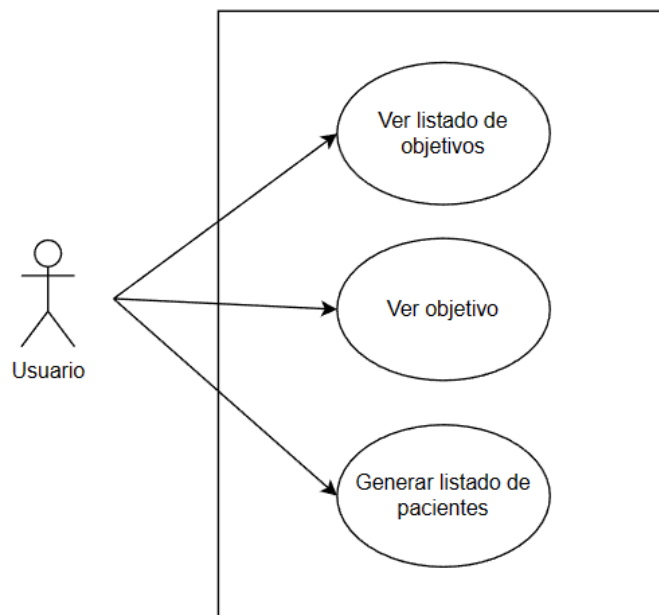 Ver listado de
objetivos
Ver objetivo
Usuario
Generar listado de
pacientes